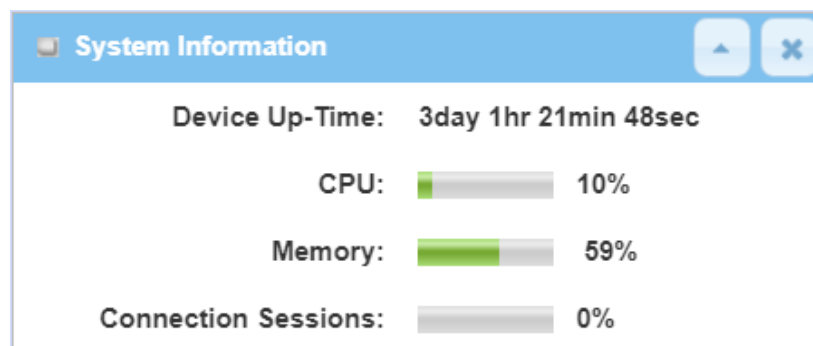 System Information
Device Up-Time: 3day 1hr 21min 48sec
CPU: 10%
Memory: 59%
Connection Sessions: 0%